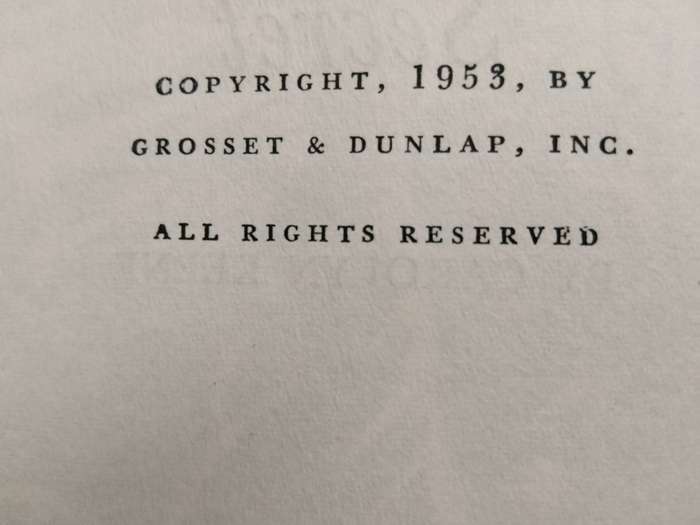 COPYRIGHT, 1953, BY
GROSSET & DUNLAP, INC.
ALL RIGHTS RESERVED